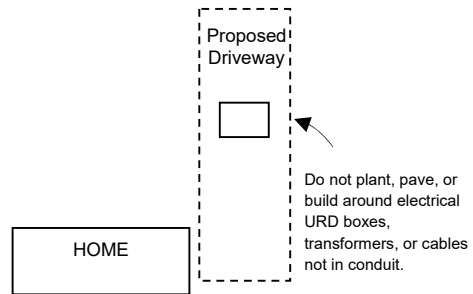 Proposed
Driveway
Do not plant, pave, or
build around electrical
URD boxes,
transformers, or cables
not in conduit.
HOME